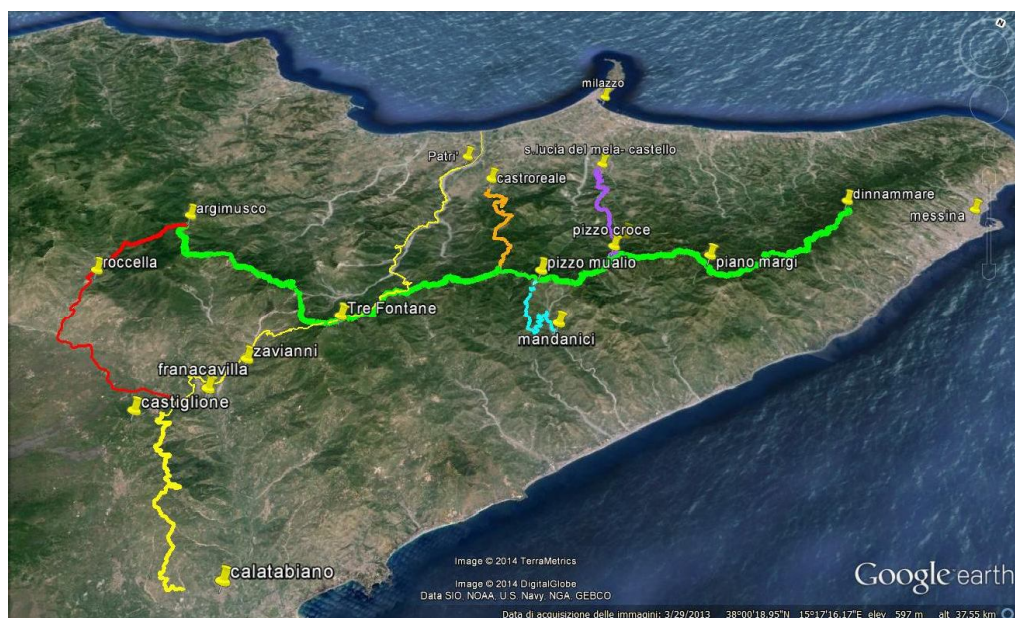 N
milazzo
Patri'
s.lucia del mela- castello
castroreale
dinnammare
messina
argimusco
pizzo croce
roccella
pizzo mualio
piano margi
Tre Fontane
mandanici
zavianni
franacavilla
castiglione
calatabiano
Image © 2014 TerraMetrics
Image © 2014 DigitalGlobe
Data SIO, NOAA, U.S. Navy, NGA, GEBCO
Google earth
Data di acquisizione delle immagini: 3/29/2013 38°00'18.95"N 15°17'16.17"E elev 597 m alt 37.55 km